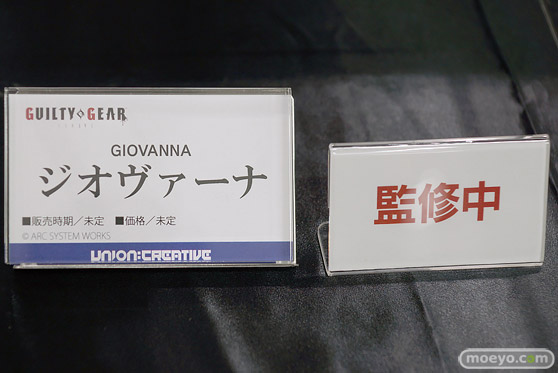 GUILTY GEAR
GIOVANNA
ジオヴァーナ
■販売時期／未定 ■価格／未定
© ARC SYSTEM WORKS
UNION:CREATIVE
監修中
moeyo.com